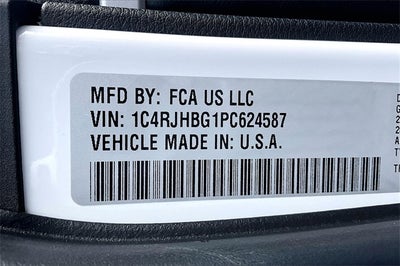 MFD BY: FCA US LLC
VIN: 1C4RJHBG1PC624587
VEHICLE MADE IN: U.S.A.